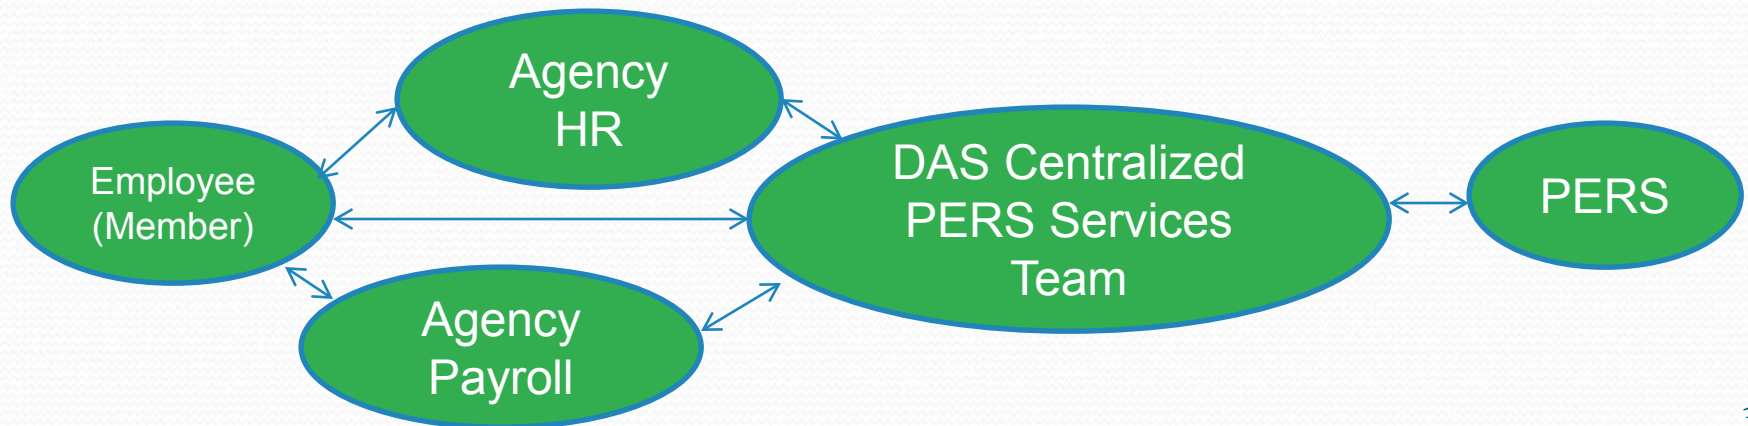 Agency
HR
Employee
(Member)
DAS Centralized
PERS Services
Team
PERS
Agency
Payroll